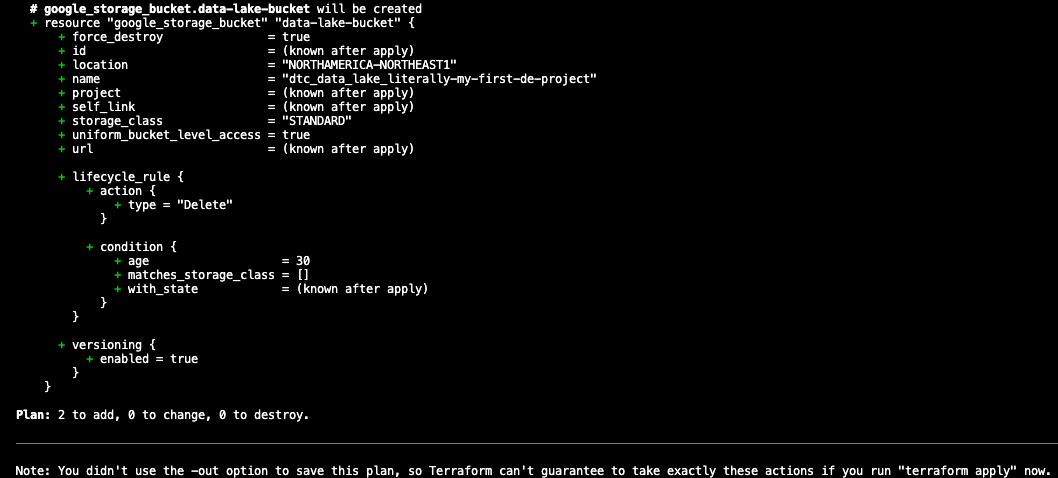 # google_storage_bucket.data-lake-bucket will be created
+ resource "google_storage_bucket" "data-lake-bucket" {
+ force_destroy = true
+ id = (known after apply)
+ location = "NORTHAMERICA-NORTHEAST1"
+ name = "dtc_data_lake_literally-my-first-de-project"
+ project = (known after apply)
+ self_link = (known after apply)
+ storage_class = "STANDARD"
+ uniform_bucket_level_access = true
+ url = (known after apply)
+ lifecycle_rule {
+ action {
+ type = "Delete"
}
+ condition {
+ age = 30
+ matches_storage_class = []
+ with_state = (known after apply)
}
}
+ versioning {
+ enabled = true
}
}
Plan: 2 to add, 0 to change, 0 to destroy.
Note: You didn't use the -out option to save this plan, so Terraform can't guarantee to take exactly these actions if you run "terraform apply" now.